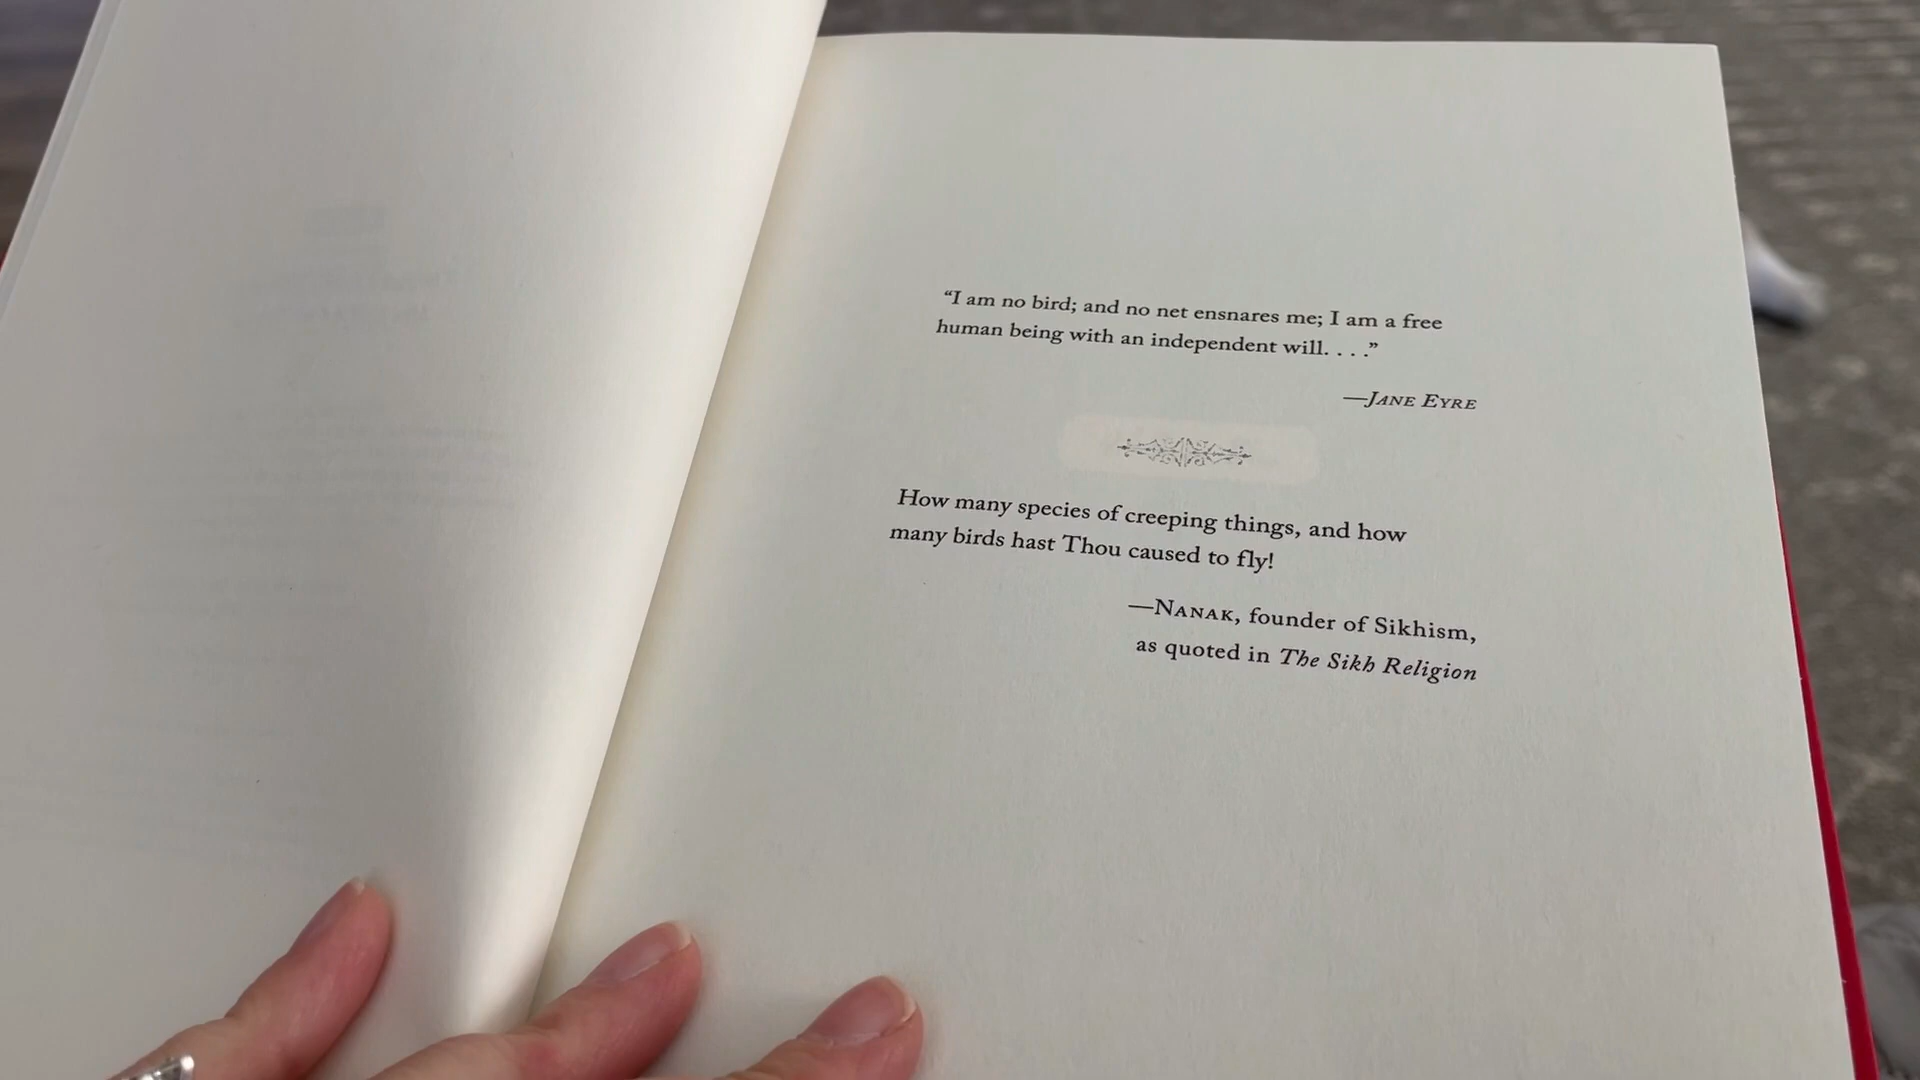 “I am no bird; and no net ensnares me; I am a free
human being with an independent will. . . .”
—JANE EYRE
How many species of creeping things, and how
many birds hast Thou caused to fly!
—NANAK, founder of Sikhism,
as quoted in The Sikh Religion